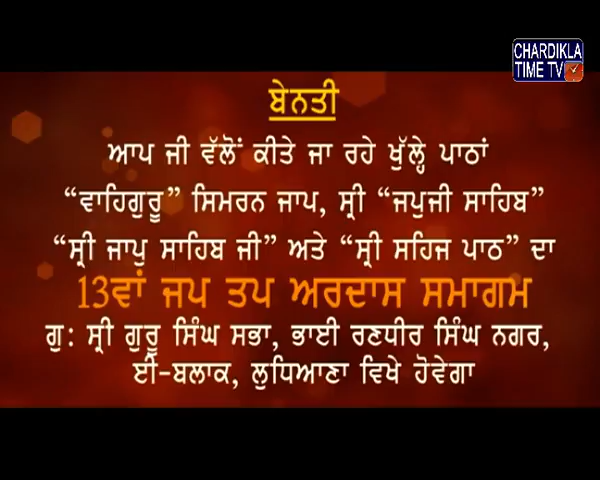 CHARDIKLA
TIME TV
ਬੇਨਤੀ
ਆਪ ਜੀ ਵੱਲੋਂ ਕੀਤੇ ਜਾ ਰਹੇ ਖੁੱਲ੍ਹੇ ਪਾਠਾਂ
“ਵਾਹਿਗੁਰੂ” ਸਿਮਰਨ ਜਾਪ, ਸ੍ਰੀ “ਜਪੁਜੀ ਸਾਹਿਬ”
“ਸ੍ਰੀ ਜਾਪੁ ਸਾਹਿਬ ਜੀ” ਅਤੇ “ਸ੍ਰੀ ਸਹਿਜ ਪਾਠ” ਦਾ
13ਵਾਂ ਜਪ ਤਪ ਅਰਦਾਸ ਸਮਾਗਮ
ਗੁ: ਸ੍ਰੀ ਗੁਰੂ ਸਿੰਘ ਸਭਾ, ਭਾਈ ਰਣਧੀਰ ਸਿੰਘ ਨਗਰ,
ਈ-ਬਲਾਕ, ਲੁਧਿਆਣਾ ਵਿਖੇ ਹੋਵੇਗਾ